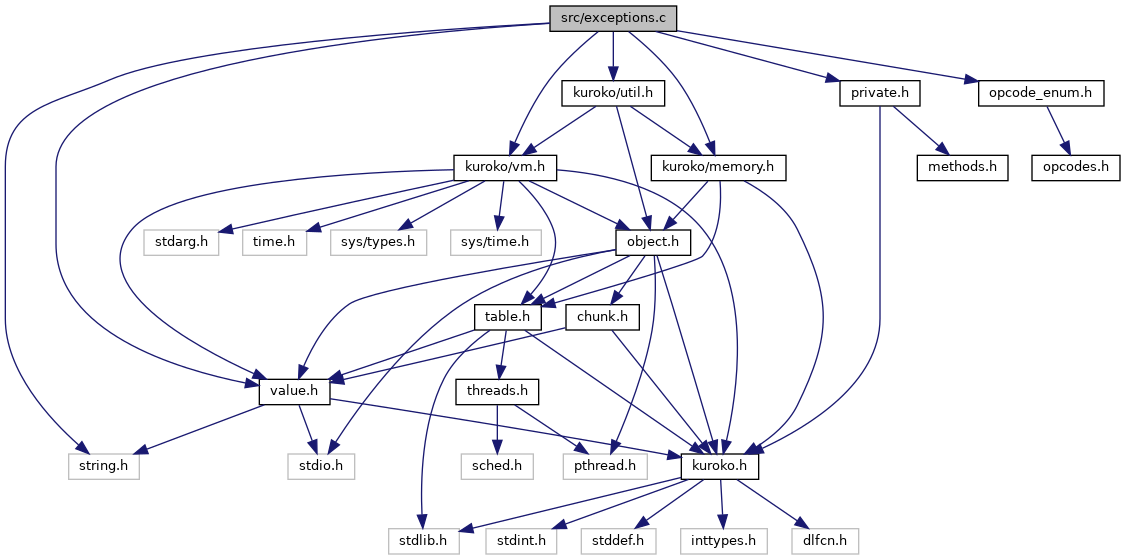 src/exceptions.c
kuroko/util.h
private.h
opcode_enum.h
kuroko/vm.h
kuroko/memory.h
methods.h
opcodes.h
stdarg.h
time.h
sys/types.h
sys/time.h
object.h
table.h
chunk.h
value.h
threads.h
string.h
stdio.h
sched.h
pthread.h
kuroko.h
stdlib.h
stdint.h
stddef.h
inttypes.h
dlfcn.h